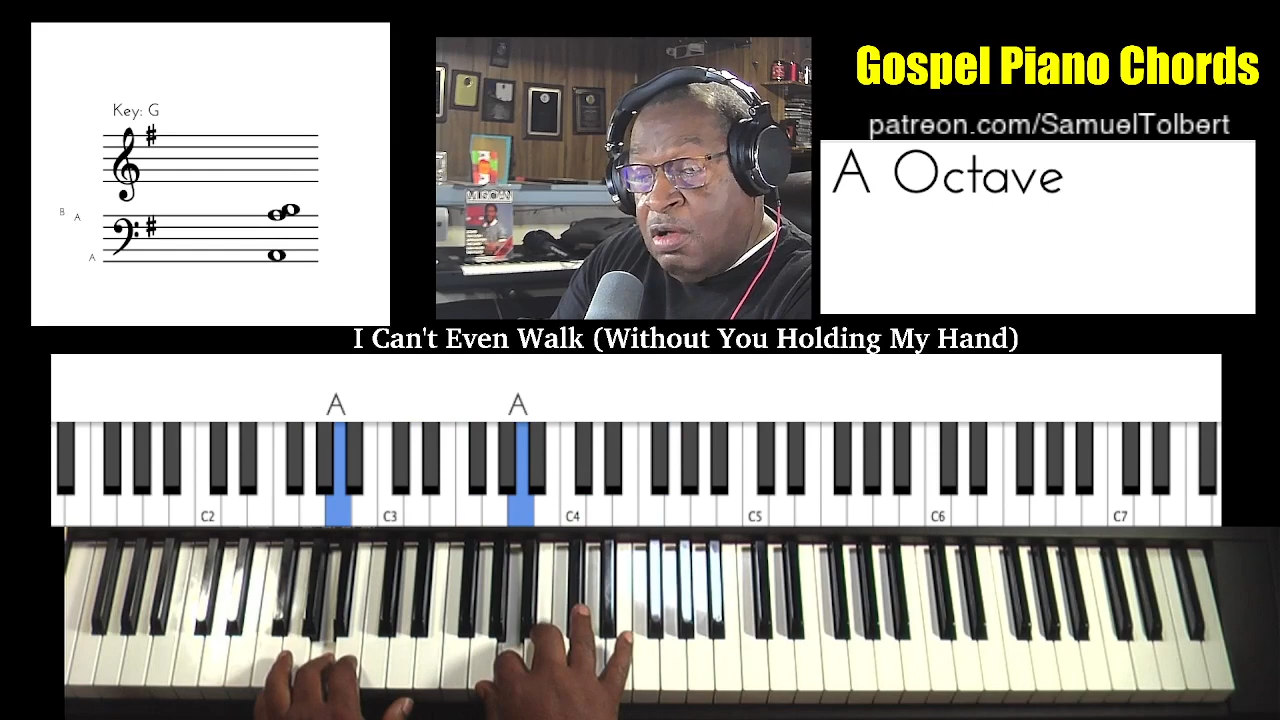 Key: G
B
A
A
MIGCAN
Gospel Piano Chords
patreon.com/SamuelTolbert
A Octave
I Can't Even Walk (Without You Holding My Hand)
A A
C2 C3 C4 C5 C6 C7